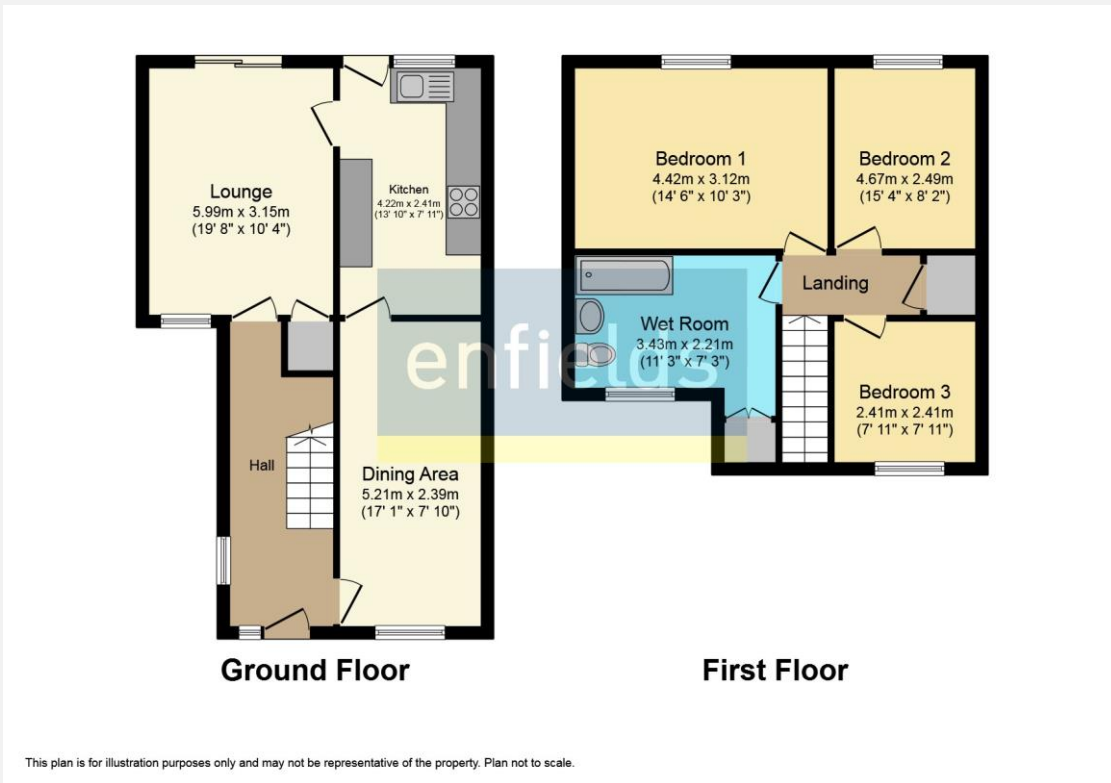 Lounge
5.99m x 3.15m
(19' 8" x 10' 4")
Kitchen
4.22m x 2.41m
(13' 10" x 7' 11")
Hall
Dining Area
5.21m x 2.39m
(17' 1" x 7' 10")
Bedroom 1
4.42m x 3.12m
(14' 6" x 10' 3")
Bedroom 2
4.67m x 2.49m
(15' 4" x 8' 2")
Landing
Wet Room
3.43m x 2.21m
(11' 3" x 7' 3")
Bedroom 3
2.41m x 2.41m
(7' 11" x 7' 11")
enfields
Ground Floor
First Floor
This plan is for illustration purposes only and may not be representative of the property. Plan not to scale.